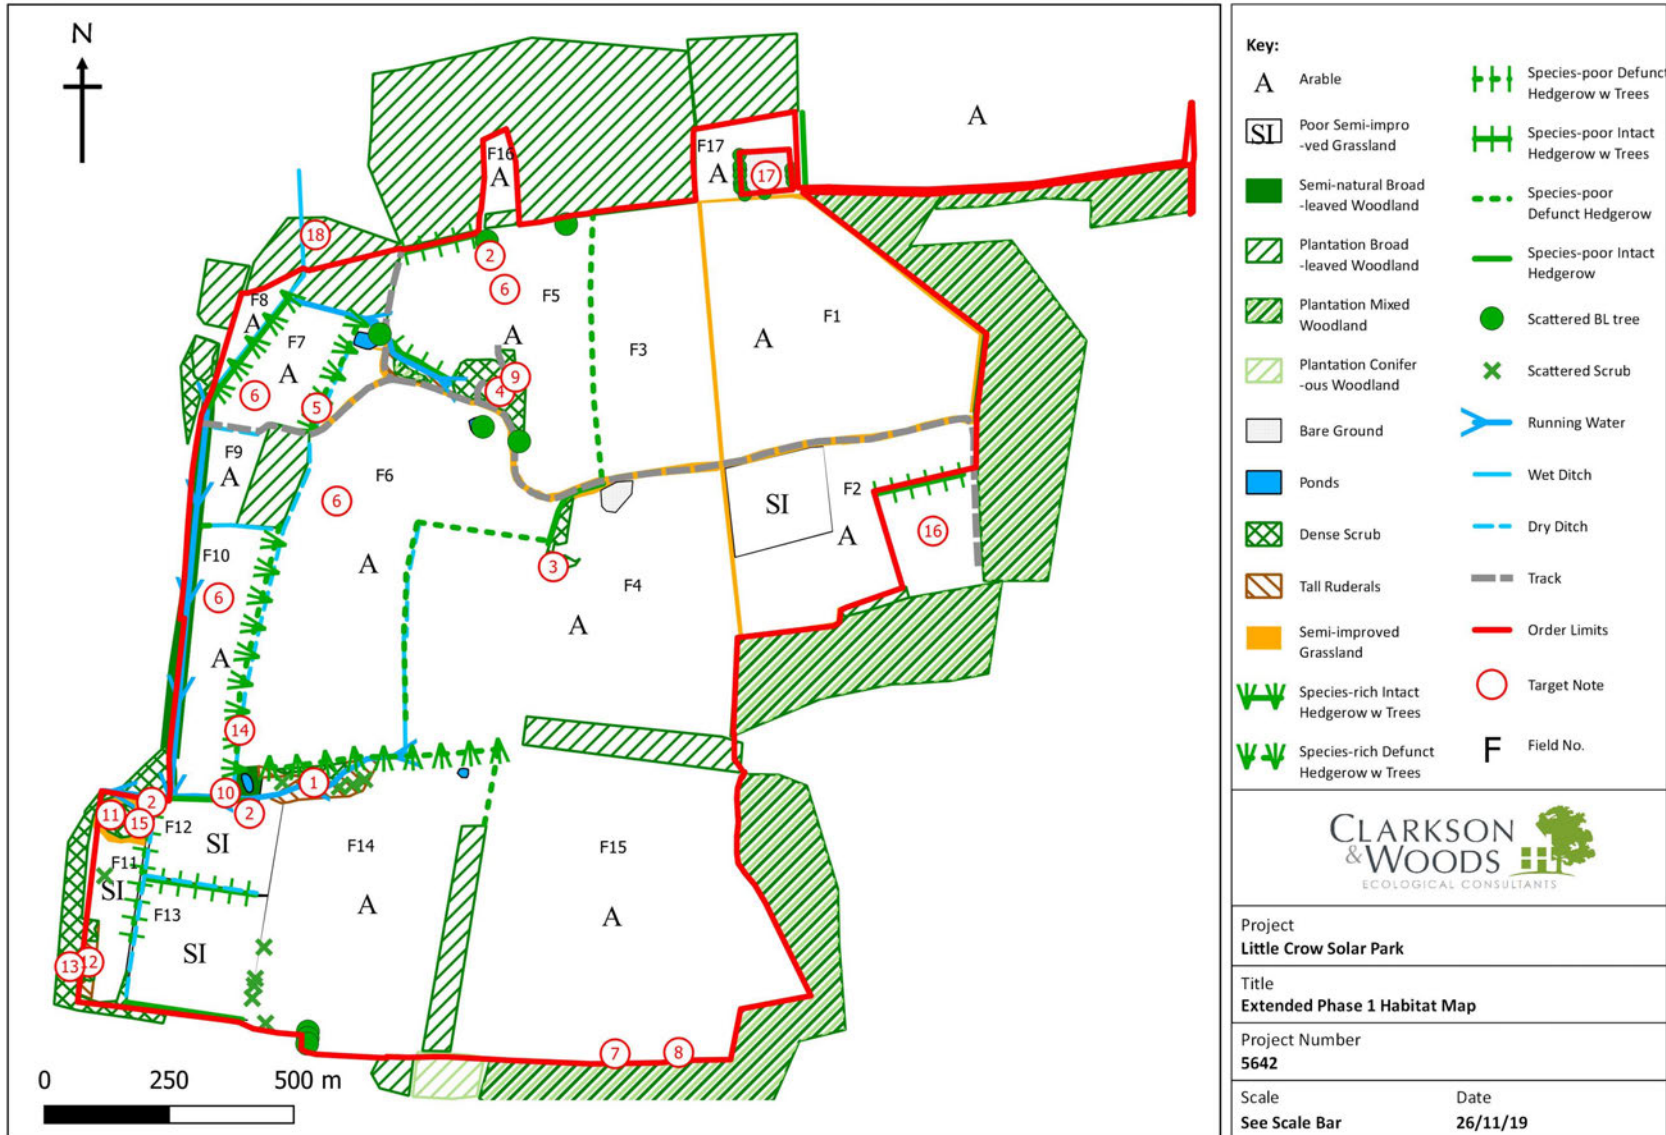 N
F16
A
F17
A
17
A
18
2
6
F5
A
F8
A
F7
A
F1
A
F3
9
4
6
5
F9
A
F6
6
SI
F2
A
16
F10
6
A
A
3
F4
A
14
10
1
2
2
11
15
F12
SI
F11
SI
F13
SI
F14
A
F15
A
13
12
7
8
0 250 500 m
Key:
A Arable
SI Poor Semi-impro
-ved Grassland
Semi-natural Broad
-leaved Woodland
Plantation Broad
-leaved Woodland
Plantation Mixed
Woodland
Plantation Conifer
-ous Woodland
Bare Ground
Ponds
Dense Scrub
Tall Ruderals
Semi-improved
Grassland
Species-rich Intact
Hedgerow w Trees
Species-rich Defunct
Hedgerow w Trees
Species-poor Defunct
Hedgerow w Trees
Species-poor Intact
Hedgerow w Trees
Species-poor
Defunct Hedgerow
Species-poor Intact
Hedgerow
Scattered BL tree
Scattered Scrub
Running Water
Wet Ditch
Dry Ditch
Track
Order Limits
Target Note
F Field No.
CLARKSON
&WOODS
ECOLOGICAL CONSULTANTS
Project
Little Crow Solar Park
Title
Extended Phase 1 Habitat Map
Project Number
5642
Scale Date
See Scale Bar 26/11/19